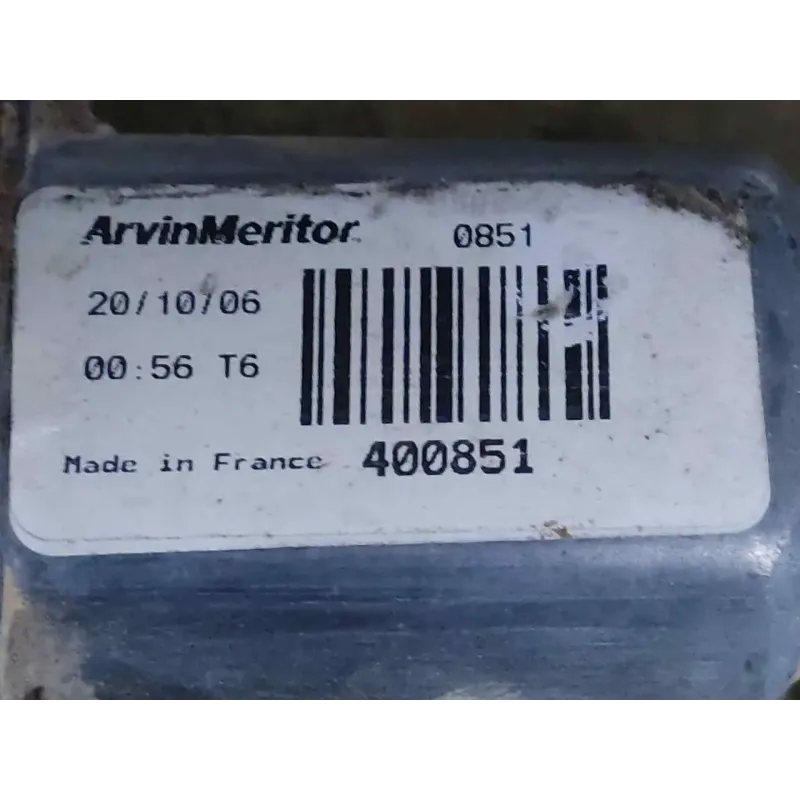 ArvinMeritor 0851
20/10/06
00:56 T6
Made in France 400851